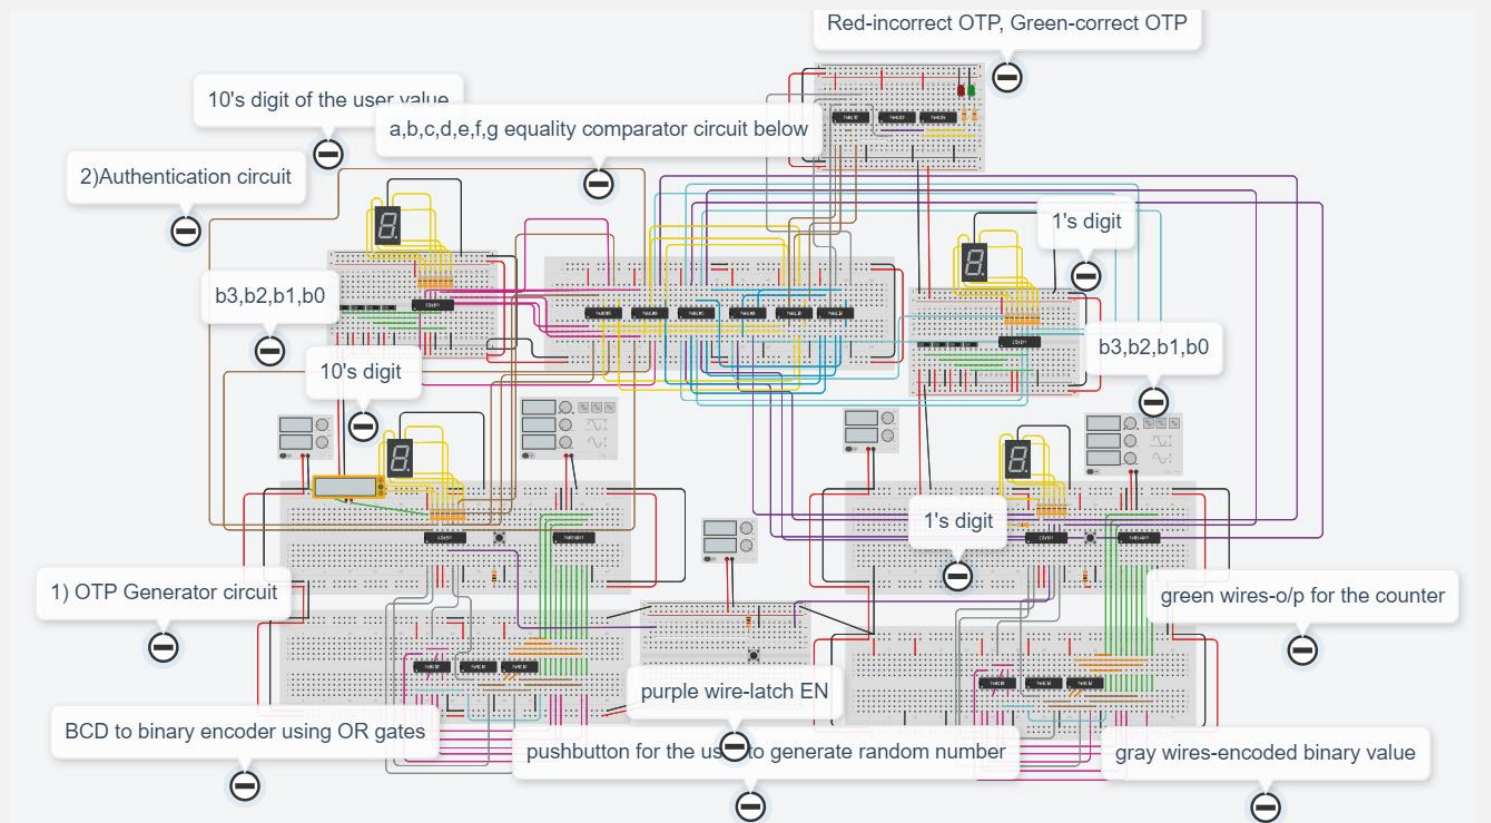 Red-incorrect OTP, Green-correct OTP
10's digit of the user value
a,b,c,d,e,f,g equality comparator circuit below
2)Authentication circuit
1's digit
b3,b2,b1,b0
b3,b2,b1,b0
10's digit
1's digit
1) OTP Generator circuit
green wires-o/p for the counter
purple wire-latch EN
BCD to binary encoder using OR gates
pushbutton for the user to generate random number
gray wires-encoded binary value